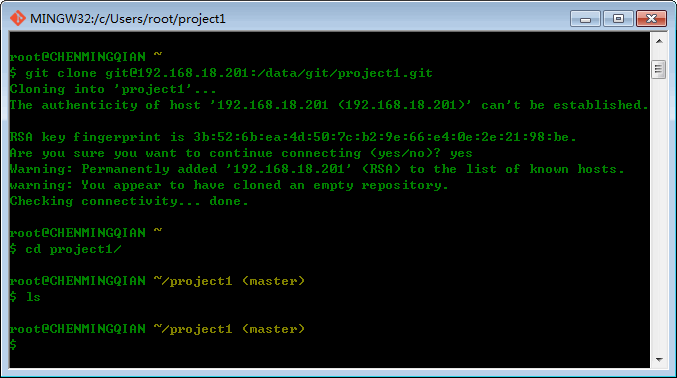 MINGW32:/c/Users/root/project1
root@CHENMINGQIAN ~
$ git clone git@192.168.18.201:/data/git/project1.git
Cloning into 'project1'...
The authenticity of host '192.168.18.201 (192.168.18.201)' can't be established.
RSA key fingerprint is 3b:52:6b:ea:4d:50:7c:b2:9e:66:e4:0e:2e:21:98:be.
Are you sure you want to continue connecting (yes/no)? yes
Warning: Permanently added '192.168.18.201' (RSA) to the list of known hosts.
warning: You appear to have cloned an empty repository.
Checking connectivity... done.
root@CHENMINGQIAN ~
$ cd project1/
root@CHENMINGQIAN ~/project1 (master)
$ ls
root@CHENMINGQIAN ~/project1 (master)
$